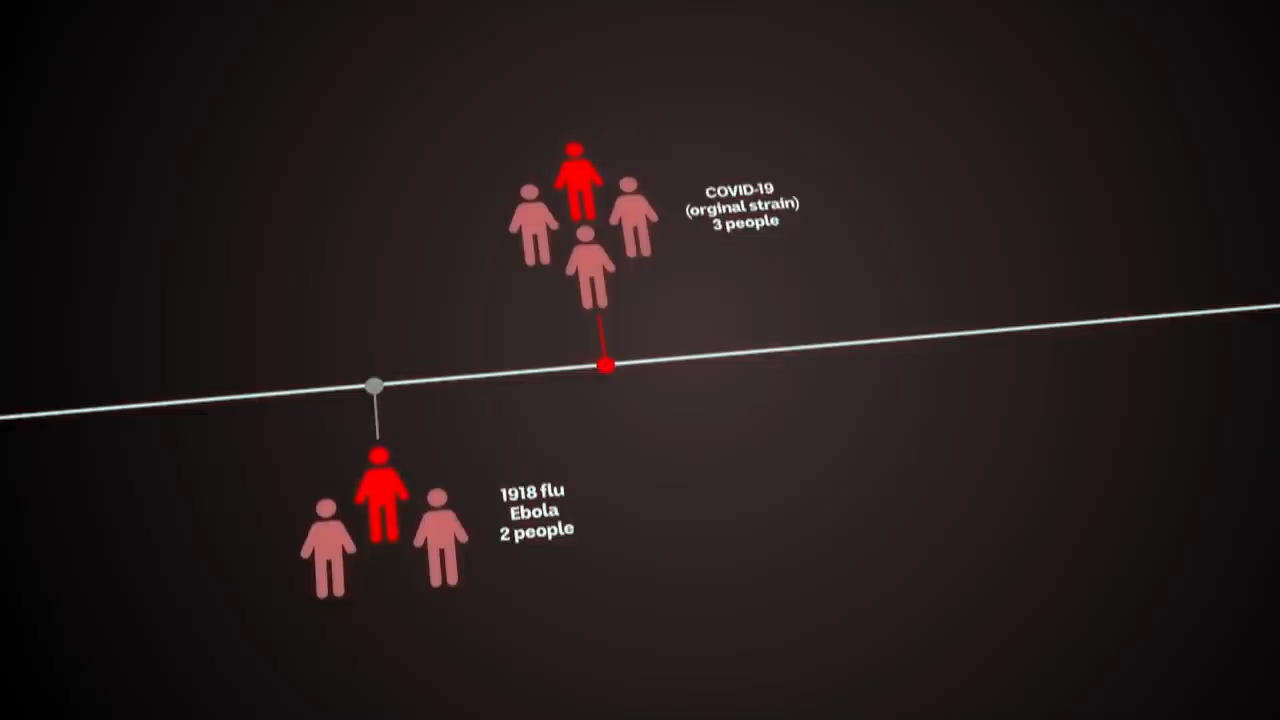 COVID-19
(orginal strain)
3 people
1918 flu
Ebola
2 people